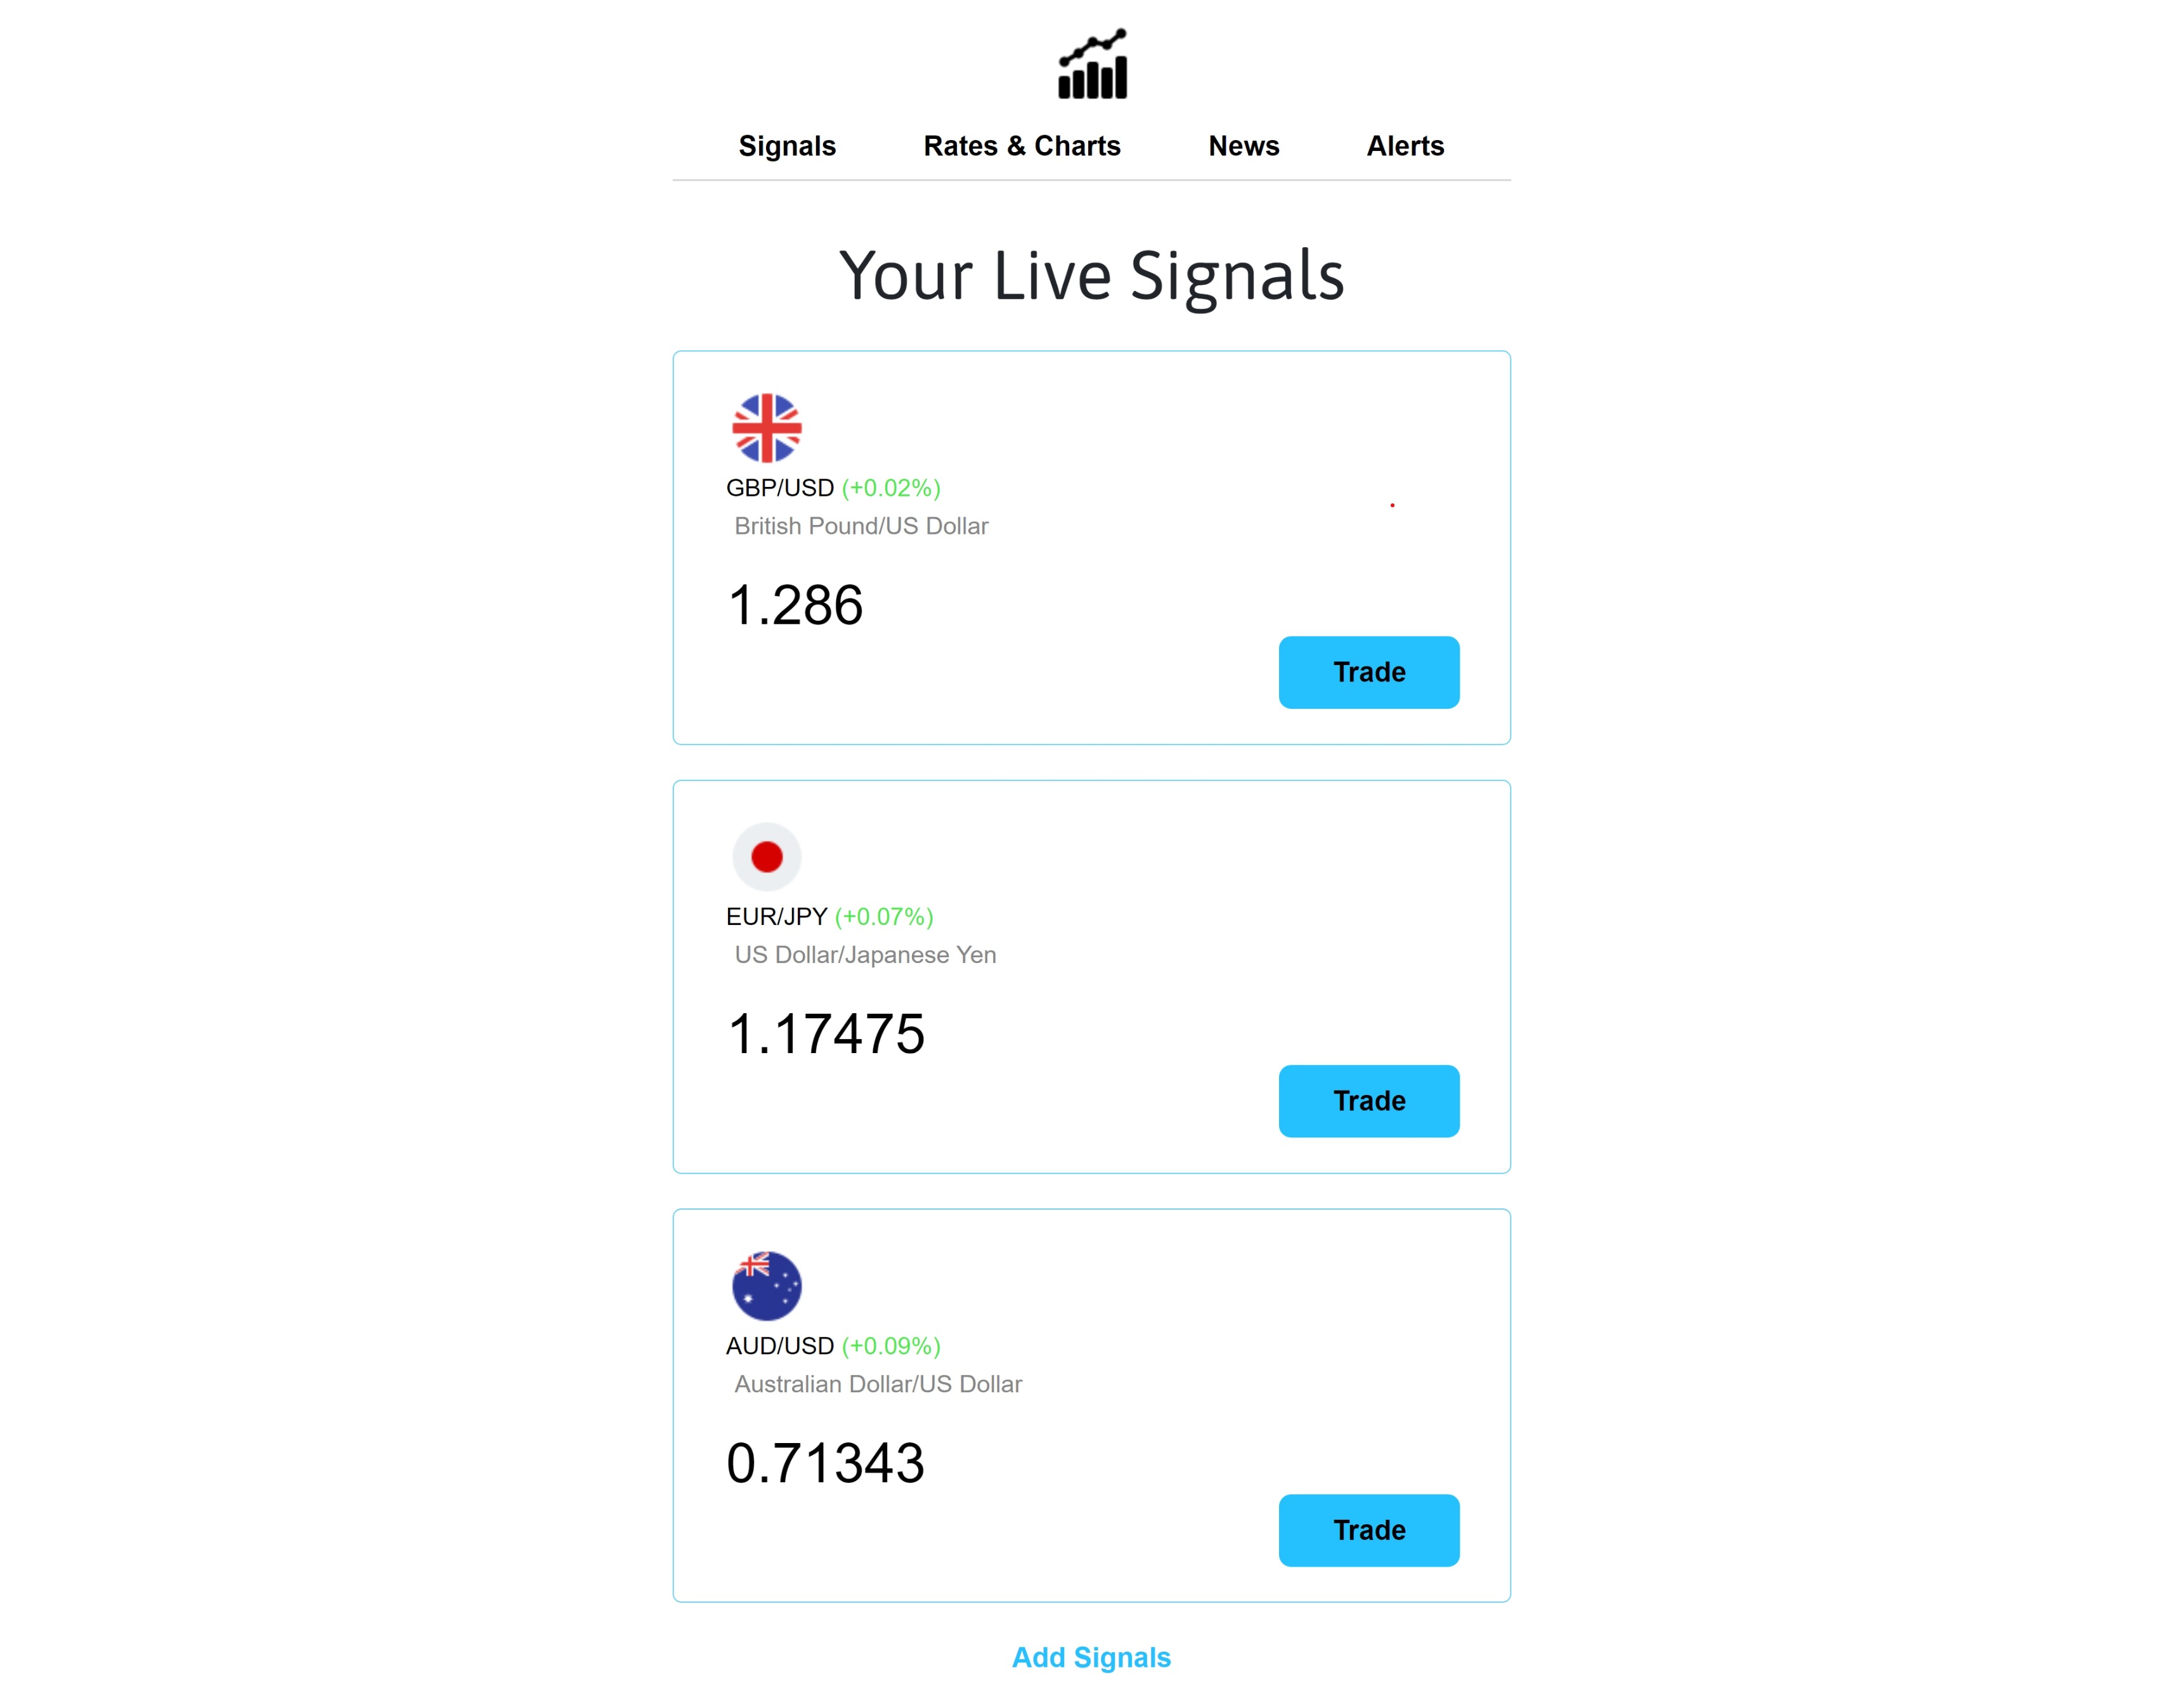 Signals Rates & Charts News Alerts
Your Live Signals
GBP/USD (+0.02%)
British Pound/US Dollar
1.286
Trade
EUR/JPY (+0.07%)
US Dollar/Japanese Yen
1.17475
Trade
AUD/USD (+0.09%)
Australian Dollar/US Dollar
0.71343
Trade
Add Signals